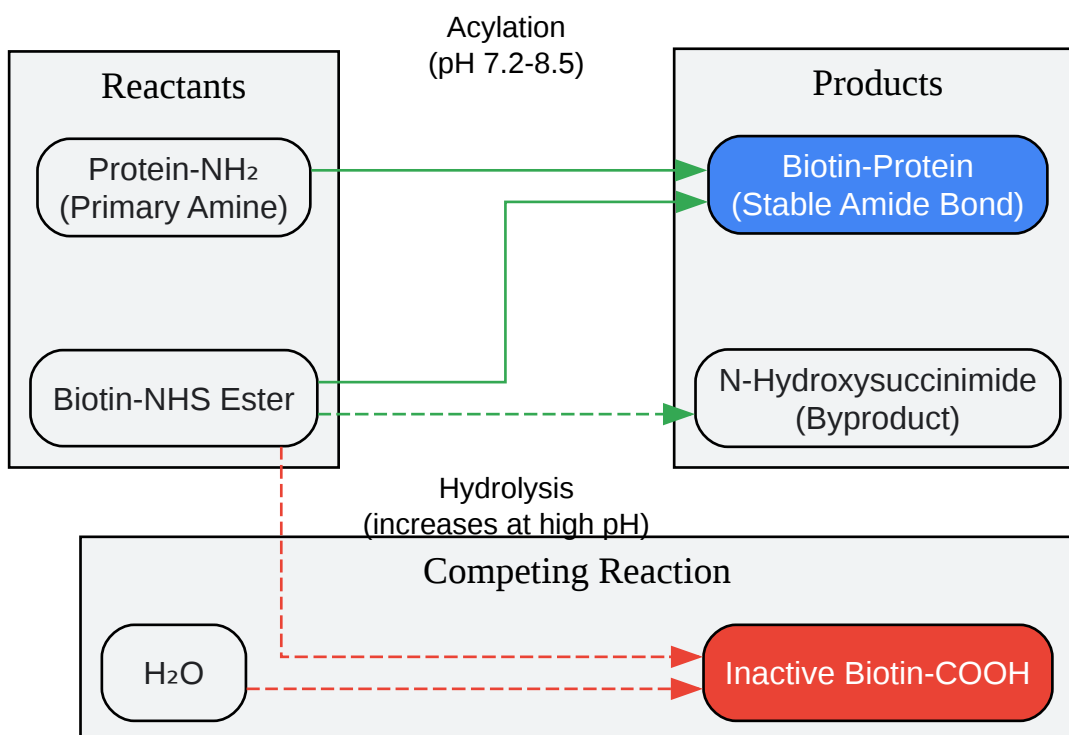 Acylation
(pH 7.2-8.5)
Reactants
Products
Protein-NH₂
(Primary Amine)
Biotin-Protein
(Stable Amide Bond)
Biotin-NHS Ester
N-Hydroxysuccinimide
(Byproduct)
Hydrolysis
(increases at high pH)
Competing Reaction
H₂O
Inactive Biotin-COOH